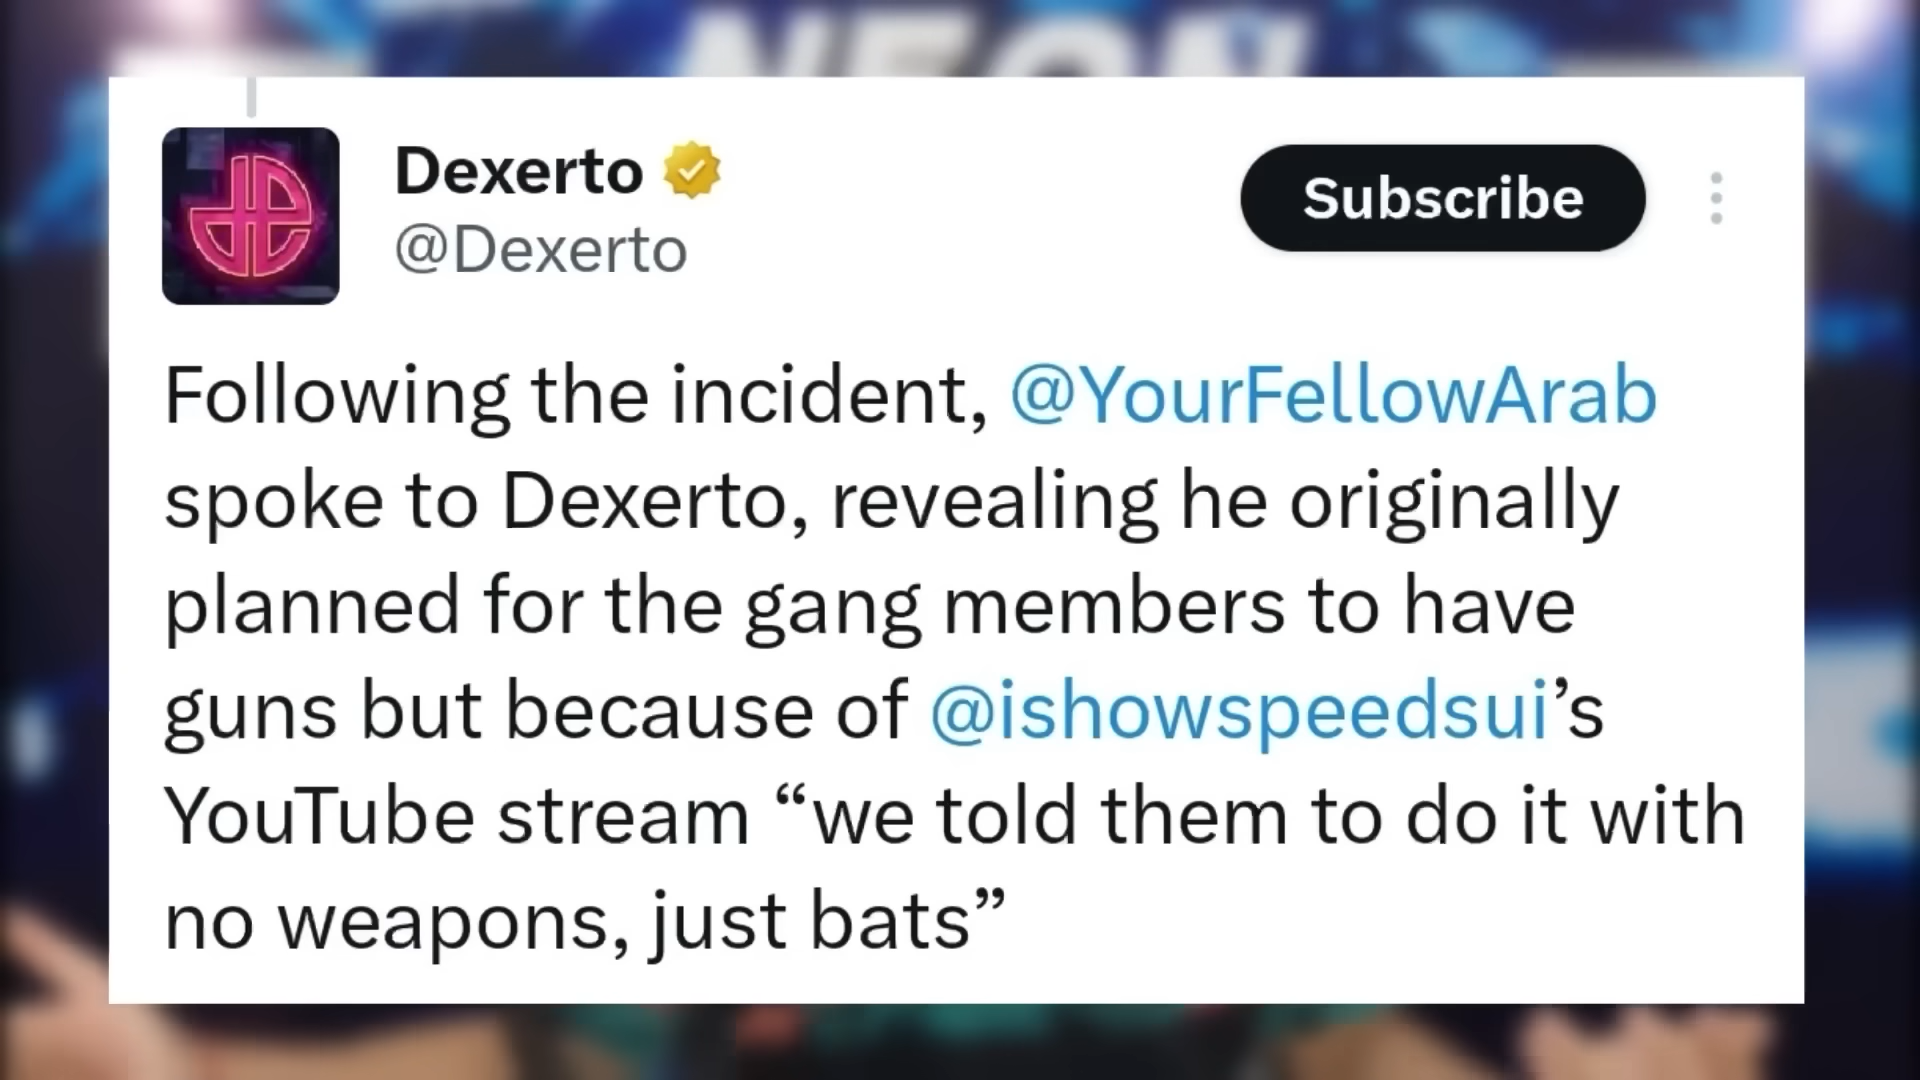 NEON
Dexerto
@Dexerto
Subscribe
Following the incident, @YourFellowArab
spoke to Dexerto, revealing he originally
planned for the gang members to have
guns but because of @ishowspeedsui’s
YouTube stream “we told them to do it with
no weapons, just bats”